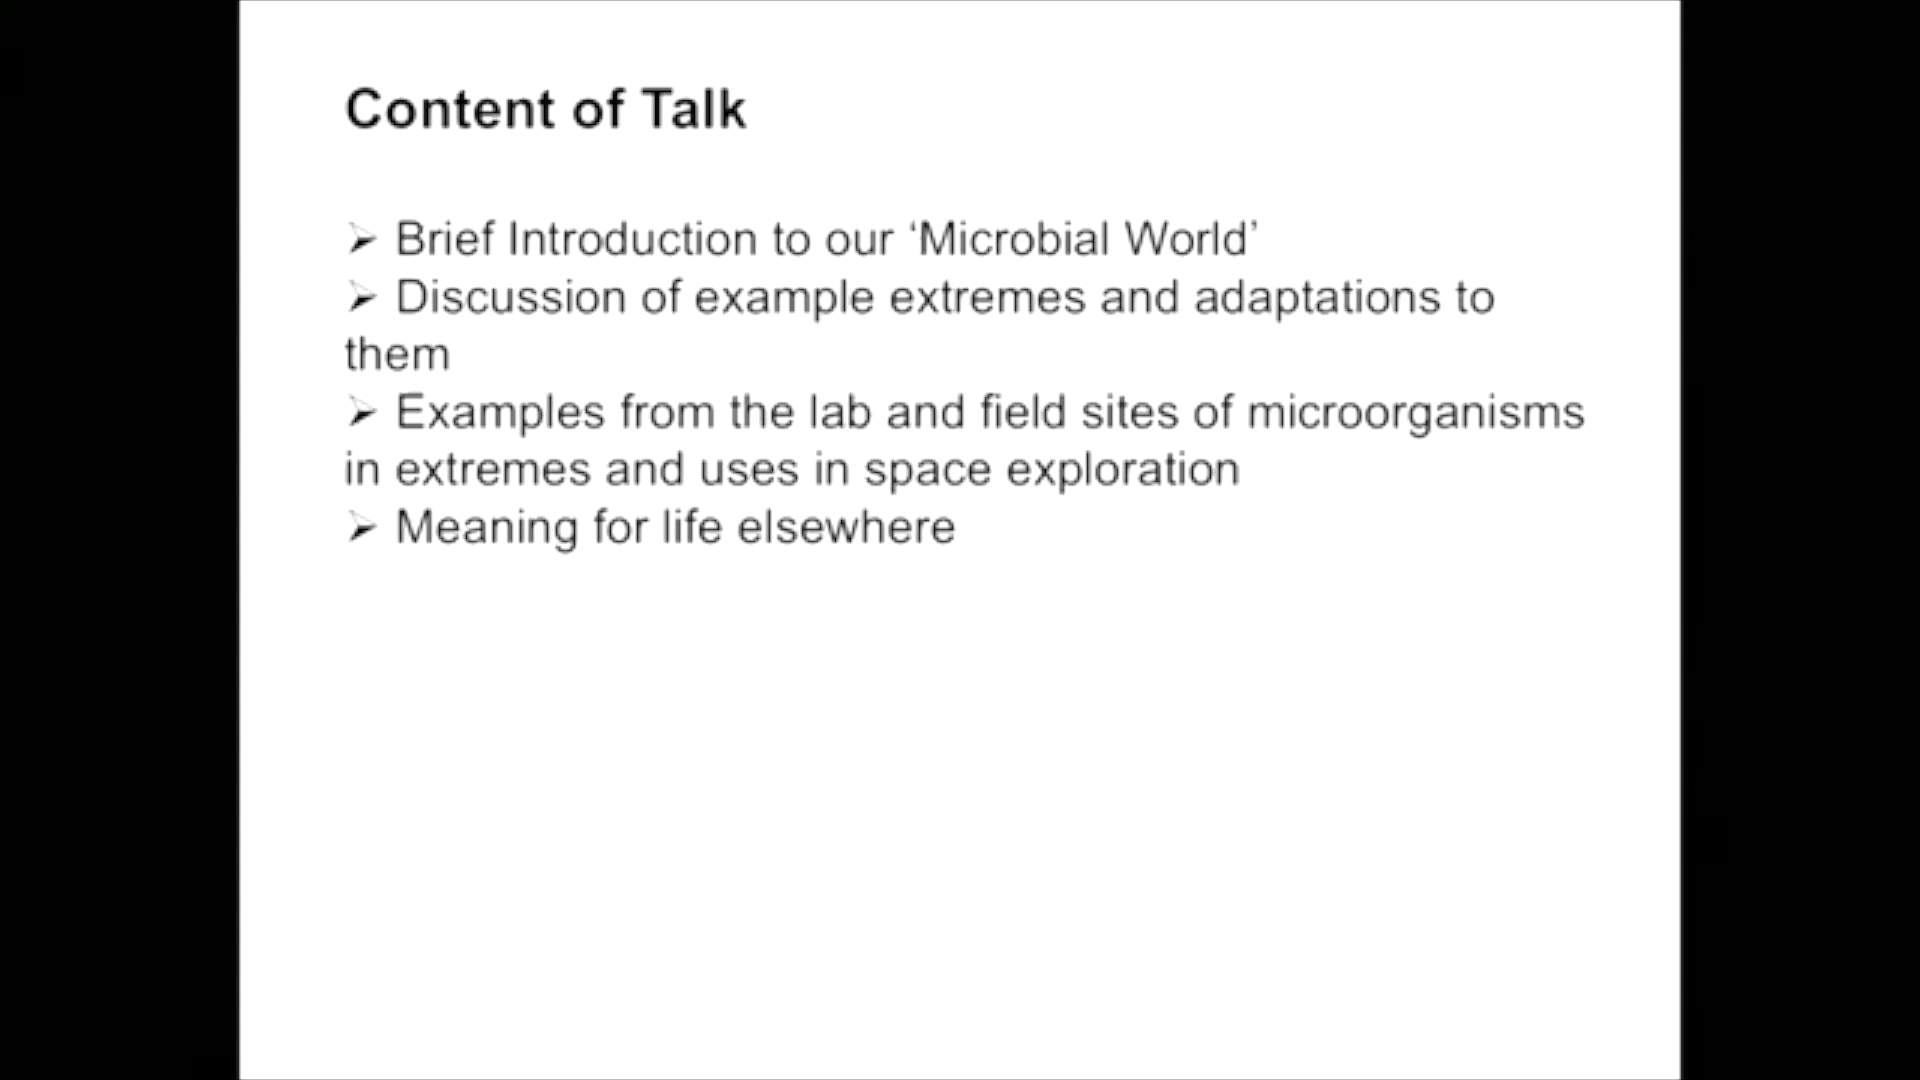 Content of Talk
➢ Brief Introduction to our ‘Microbial World’
➢ Discussion of example extremes and adaptations to
them
➢ Examples from the lab and field sites of microorganisms
in extremes and uses in space exploration
➢ Meaning for life elsewhere